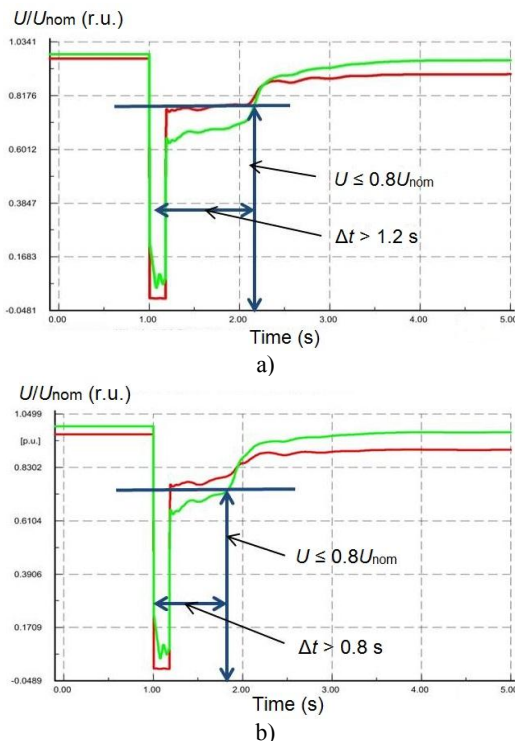 U/Unom (r.u.)
1.0341
0.8176
0.6012
0.3847
0.1683
-0.0481
U ≤ 0.8Unom
Δt > 1.2 s
0.00 1.00 2.00 3.00 4.00 5.00
Time (s)
a)
U/Unom (r.u.)
1.0499
[p.u.]
0.8302
0.6104
0.3906
0.1709
-0.0489
U ≤ 0.8Unom
Δt > 0.8 s
0.00 1.00 2.00 3.00 4.00 5.00
Time (s)
b)